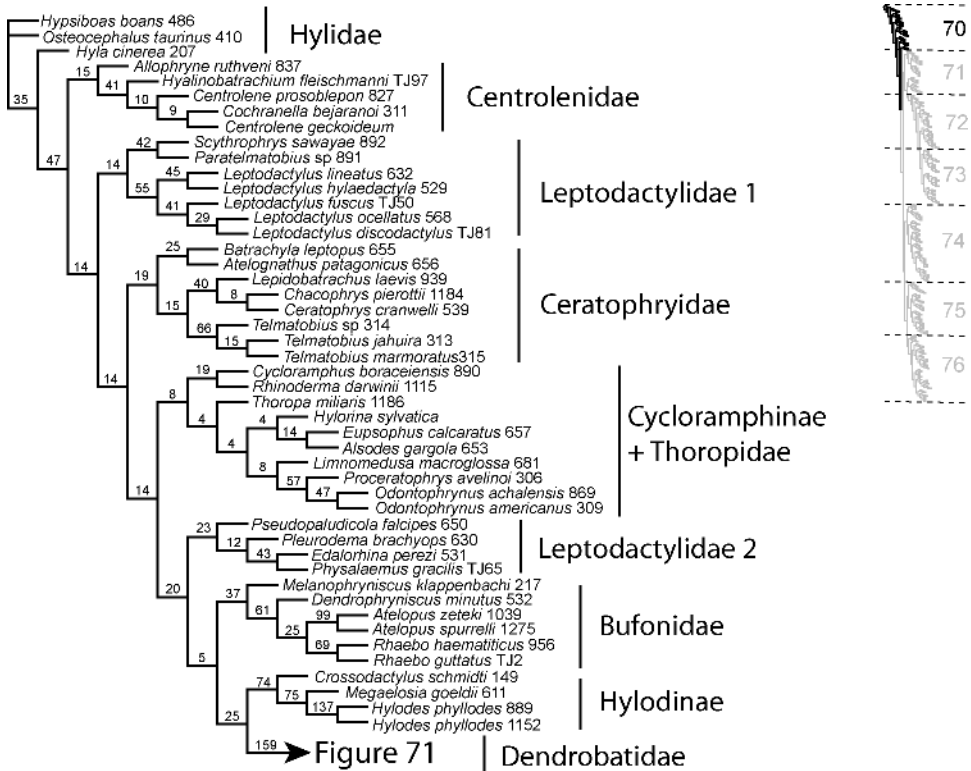 Hypsiboas boans 486
Osteocephalus taurinus 410
Hyla cinerea 207
Hylidae
35
15
Allophryne ruthveni 837
41
Hyalinobatrachium fleischmanni TJ97
10
Centrolene prosoblepon 827
9
Cochranella bejaranoi 311
Centrolene geckoideum
Centrolenidae
47
42
Scythrophrys sawayae 892
Paratelmatobius sp 891
14
45
Leptodactylus lineatus 632
55
Leptodactylus hylaedactyla 529
41
Leptodactylus fuscus TJ50
29
Leptodactylus ocellatus 568
Leptodactylus discodactylus TJ81
Leptodactylidae 1
14
25
Batrachyla leptopus 655
19
Atelognathus patagonicus 656
40
Lepidobatrachus laevis 939
15
8
Chacophrys pierottii 1184
Ceratophrys cranwelli 539
66
Telmatobius sp 314
15
Telmatobius jahuira 313
Telmatobius marmoratus315
Ceratophryidae
14
19
Cycloramphus boraceiensis 890
8
Rhinoderma darwinii 1115
4
Thoropa miliaris 1186
4
Hylorina sylvatica
4
14
Eupsophus calcaratus 657
Alsodes gargola 653
8
Limnomedusa macroglossa 681
57
Proceratophrys avelinoi 306
47
Odontophrynus achalensis 869
Odontophrynus americanus 309
Cycloramphinae
+ Thoropidae
14
23
Pseudopaludicola falcipes 650
12
Pleurodema brachyops 630
43
Edalorhina perezi 531
Physalaemus gracilis TJ65
Leptodactylidae 2
20
37
Melanophryniscus klappenbachi 217
61
Dendrophryniscus minutus 532
99
Atelopus zeteki 1039
25
Atelopus spurrelli 1275
69
Rhaebo haematiticus 956
Rhaebo guttatus TJ2
Bufonidae
5
74
Crossodactylus schmidti 149
75
Megaelosia goeldii 611
137
Hylodes phyllodes 889
Hylodes phyllodes 1152
Hylodinae
25
159
Figure 71
Dendrobatidae
70
71
72
73
74
75
76